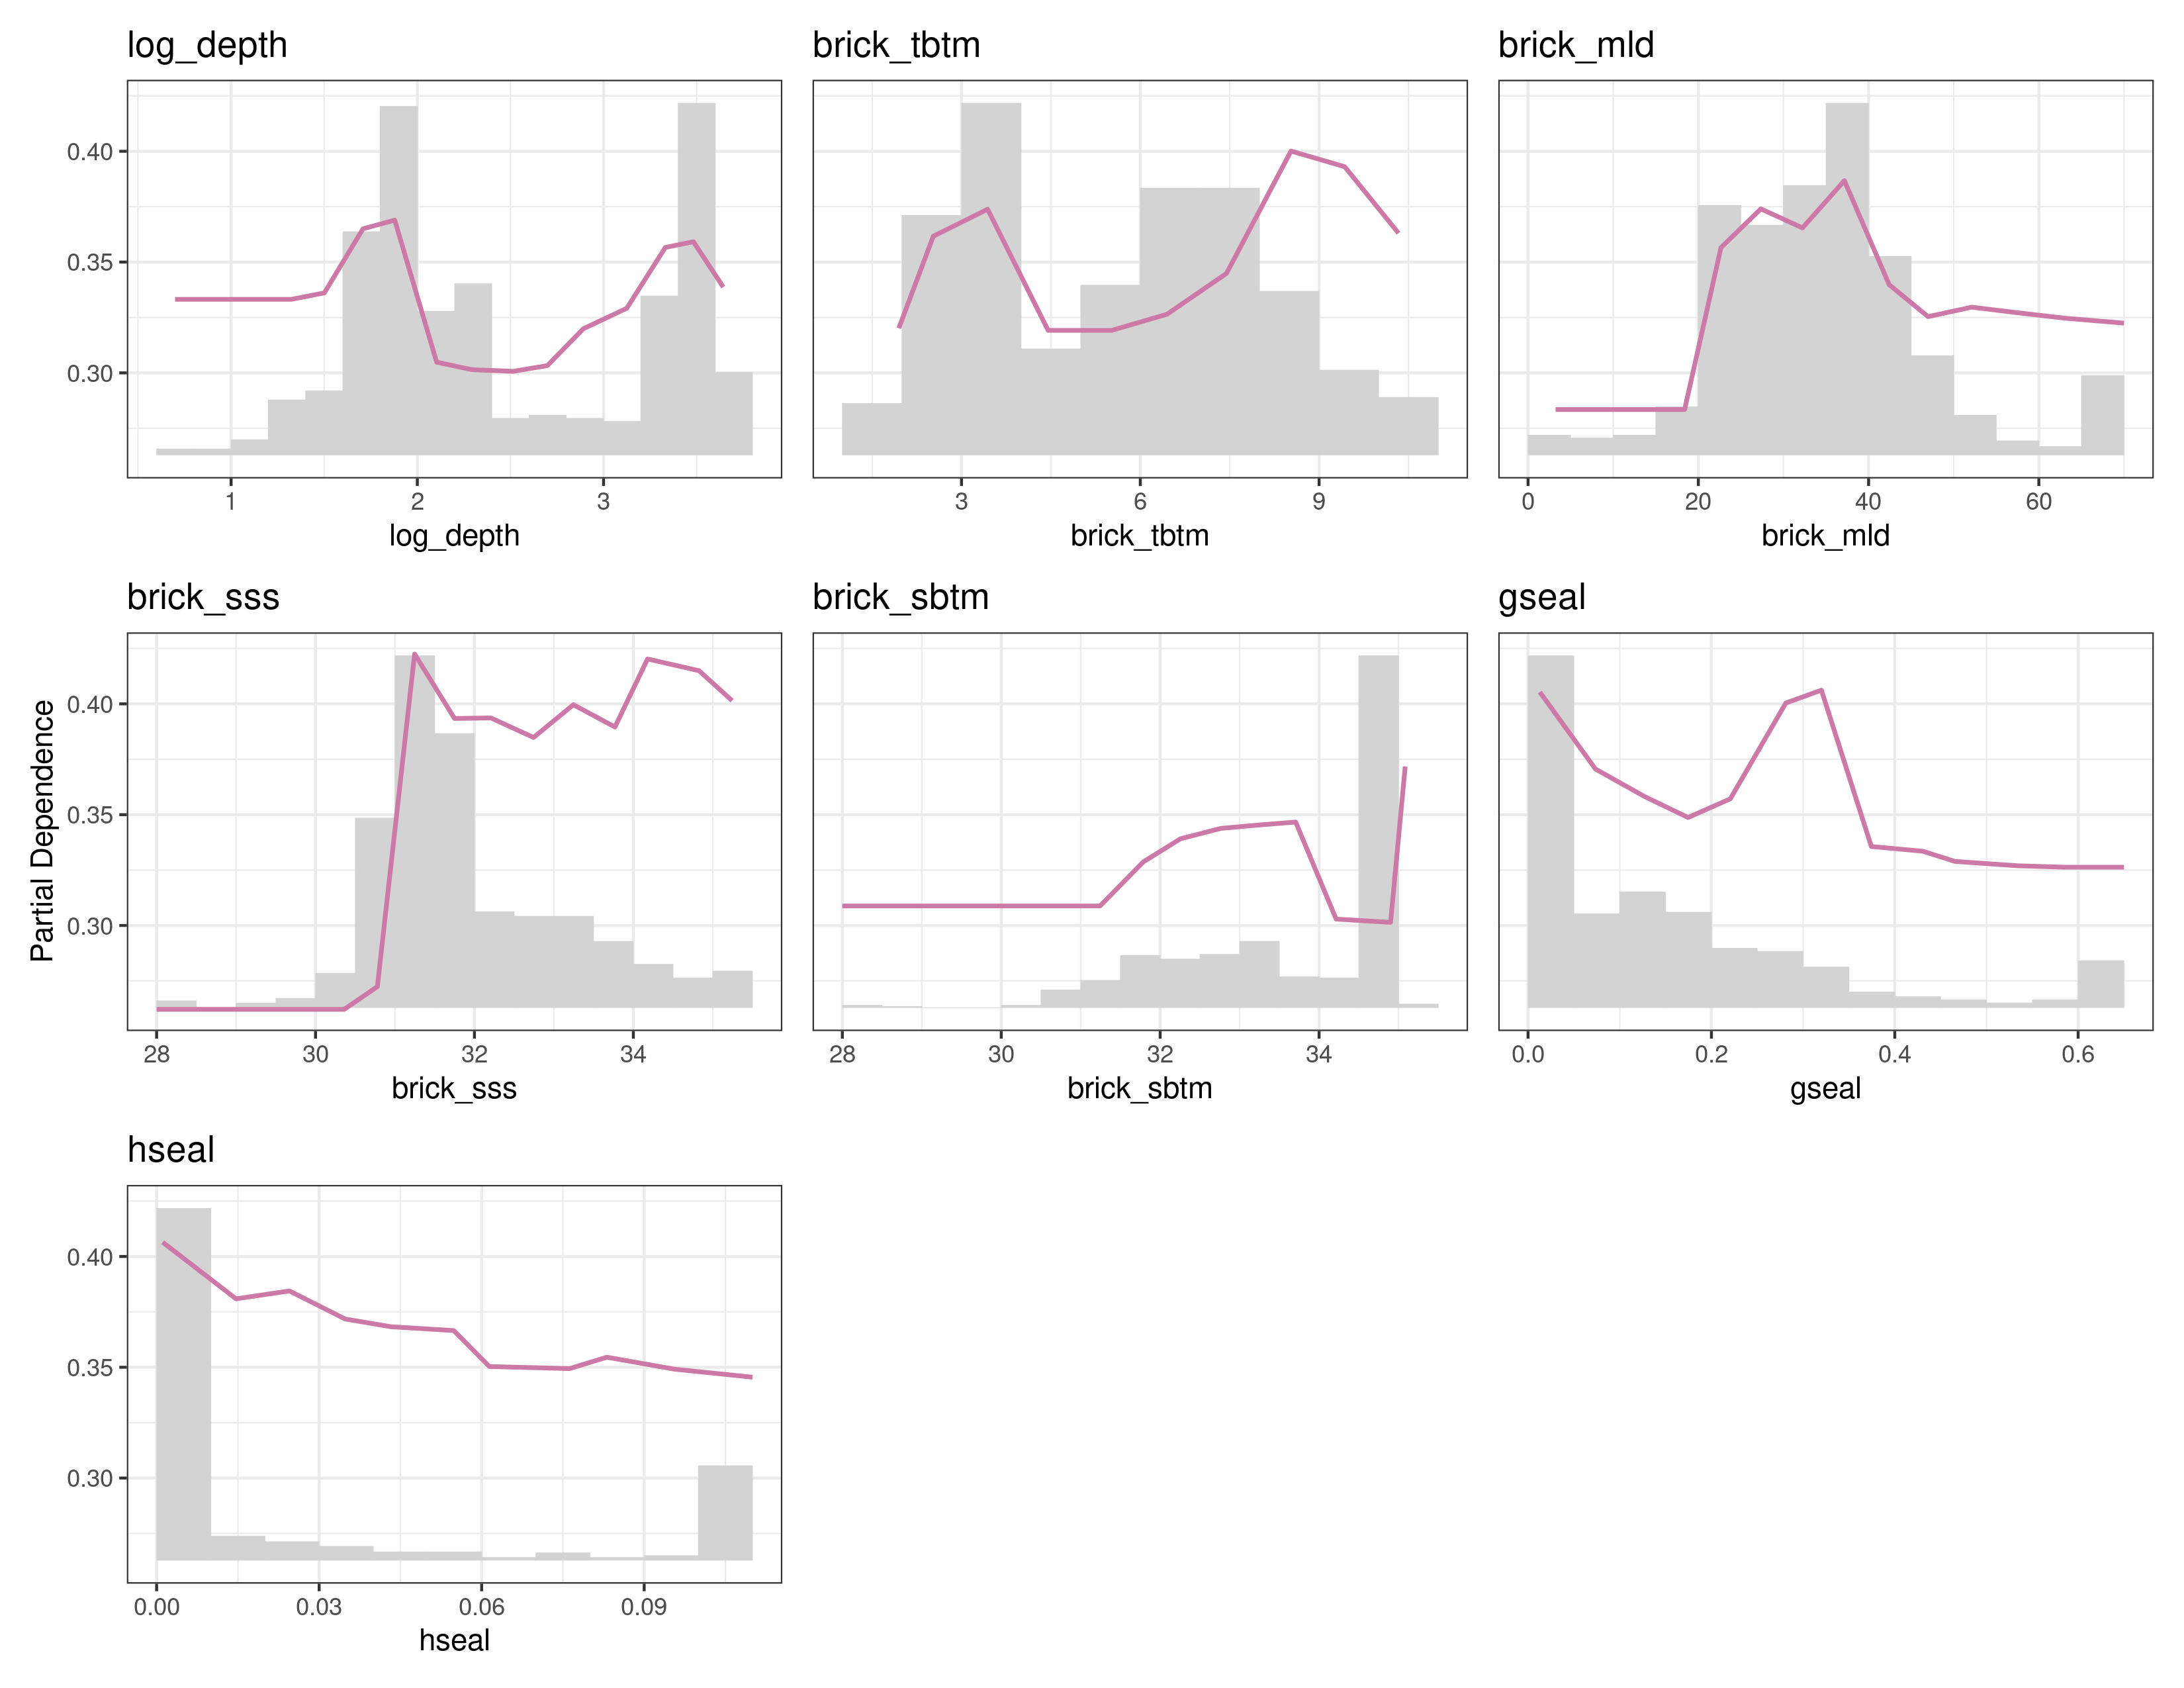 log_depth
brick_tbtm
brick_mld
0.40
0.35
0.30
1 2 3
3 6 9
0 20 40 60
log_depth
brick_tbtm
brick_mld
brick_sss
brick_sbtm
gseal
Partial Dependence
0.40
0.35
0.30
28 30 32 34
28 30 32 34
0.0 0.2 0.4 0.6
brick_sss
brick_sbtm
gseal
hseal
0.40
0.35
0.30
0.00 0.03 0.06 0.09
hseal